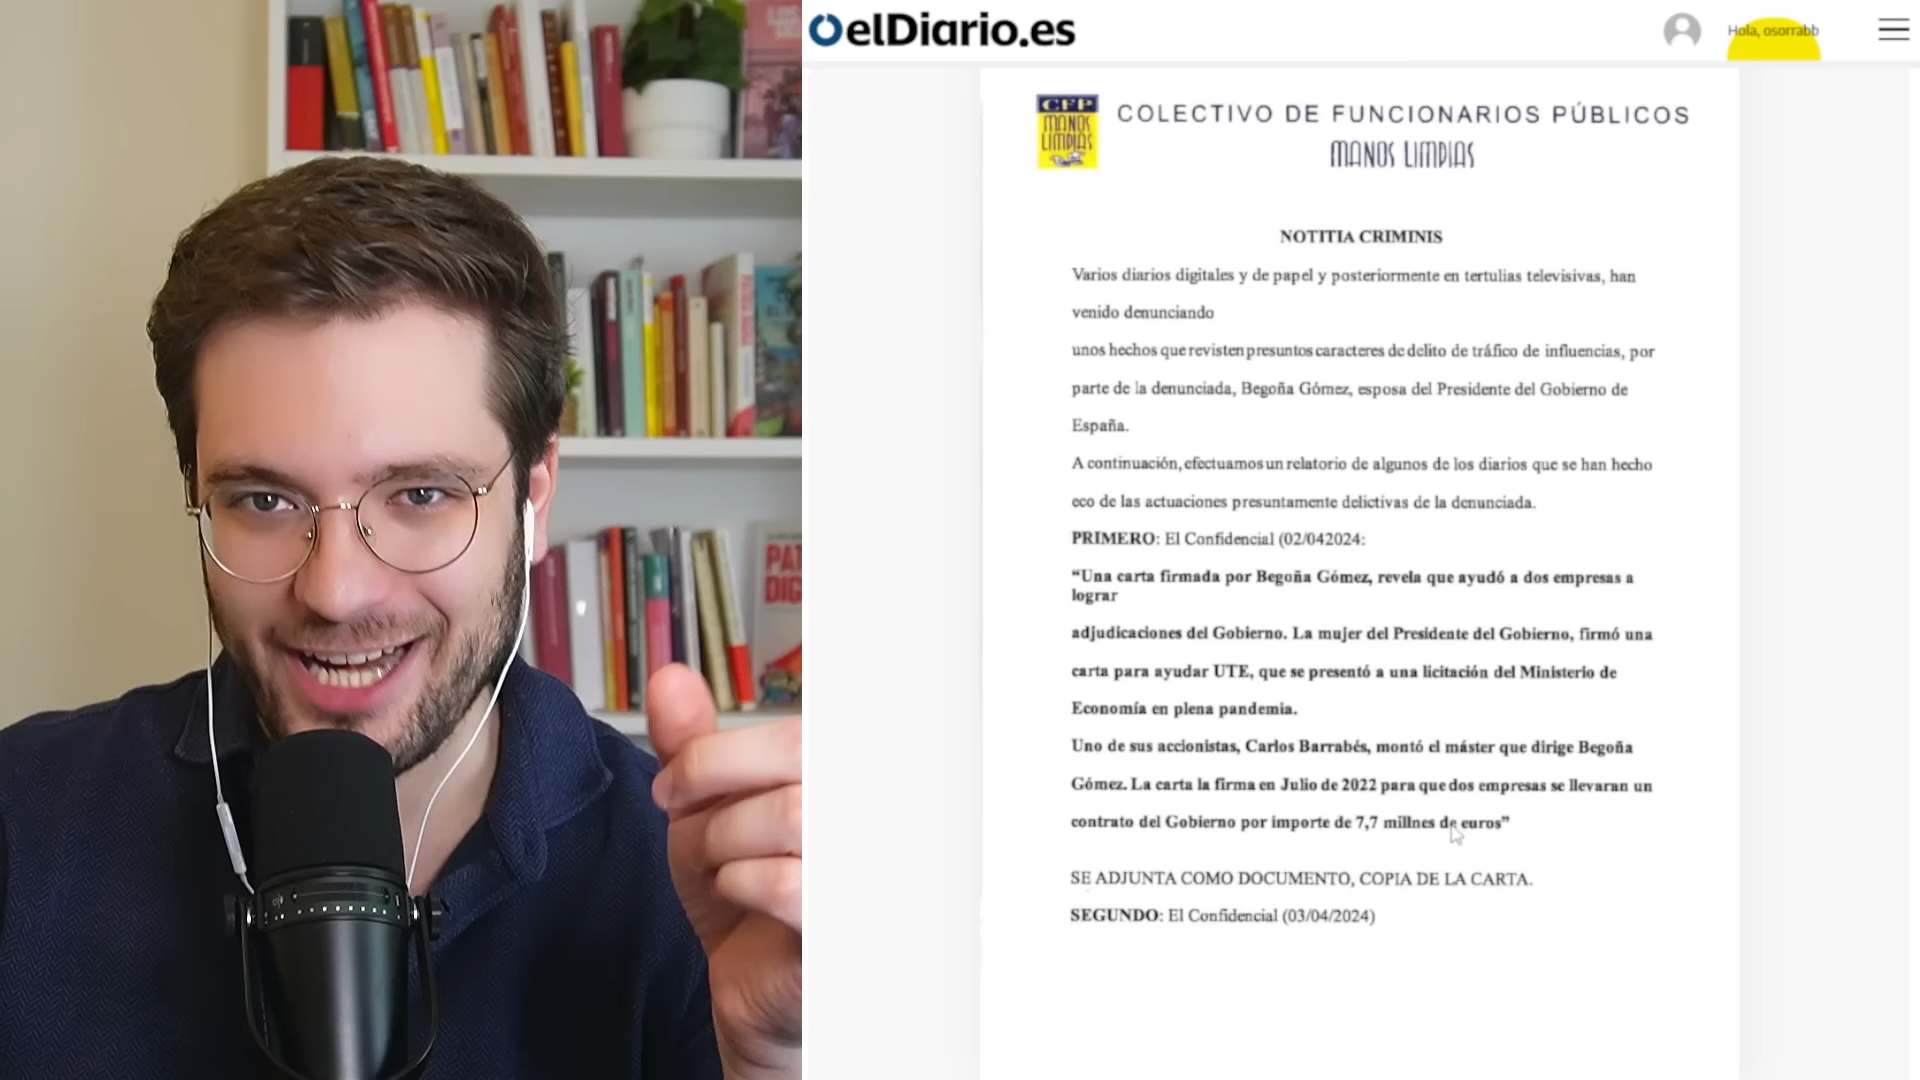 elDiario.es
Hola, osorrabb
CFP
MANOS
LIMPIAS
COLECTIVO DE FUNCIONARIOS PÚBLICOS
MANOS LIMPIAS
NOTITIA CRIMINIS
Varios diarios digitales y de papel y posteriormente en tertulias televisivas, han
venido denunciando
unos hechos que revisten presuntos caracteres de delito de tráfico de influencias, por
parte de la denunciada, Begoña Gómez, esposa del Presidente del Gobierno de
España.
A continuación, efectuamos un relatorio de algunos de los diarios que se han hecho
eco de las actuaciones presuntamente delictivas de la denunciada.
PRIMERO: El Confidencial (02/042024:
“Una carta firmada por Begoña Gómez, revela que ayudó a dos empresas a
lograr
adjudicaciones del Gobierno. La mujer del Presidente del Gobierno, firmó una
carta para ayudar UTE, que se presentó a una licitación del Ministerio de
Economía en plena pandemia.
Uno de sus accionistas, Carlos Barrabés, montó el máster que dirige Begoña
Gómez. La carta la firma en Julio de 2022 para que dos empresas se llevaran un
contrato del Gobierno por importe de 7,7 millnes de euros”
SE ADJUNTA COMO DOCUMENTO, COPIA DE LA CARTA.
SEGUNDO: El Confidencial (03/04/2024)